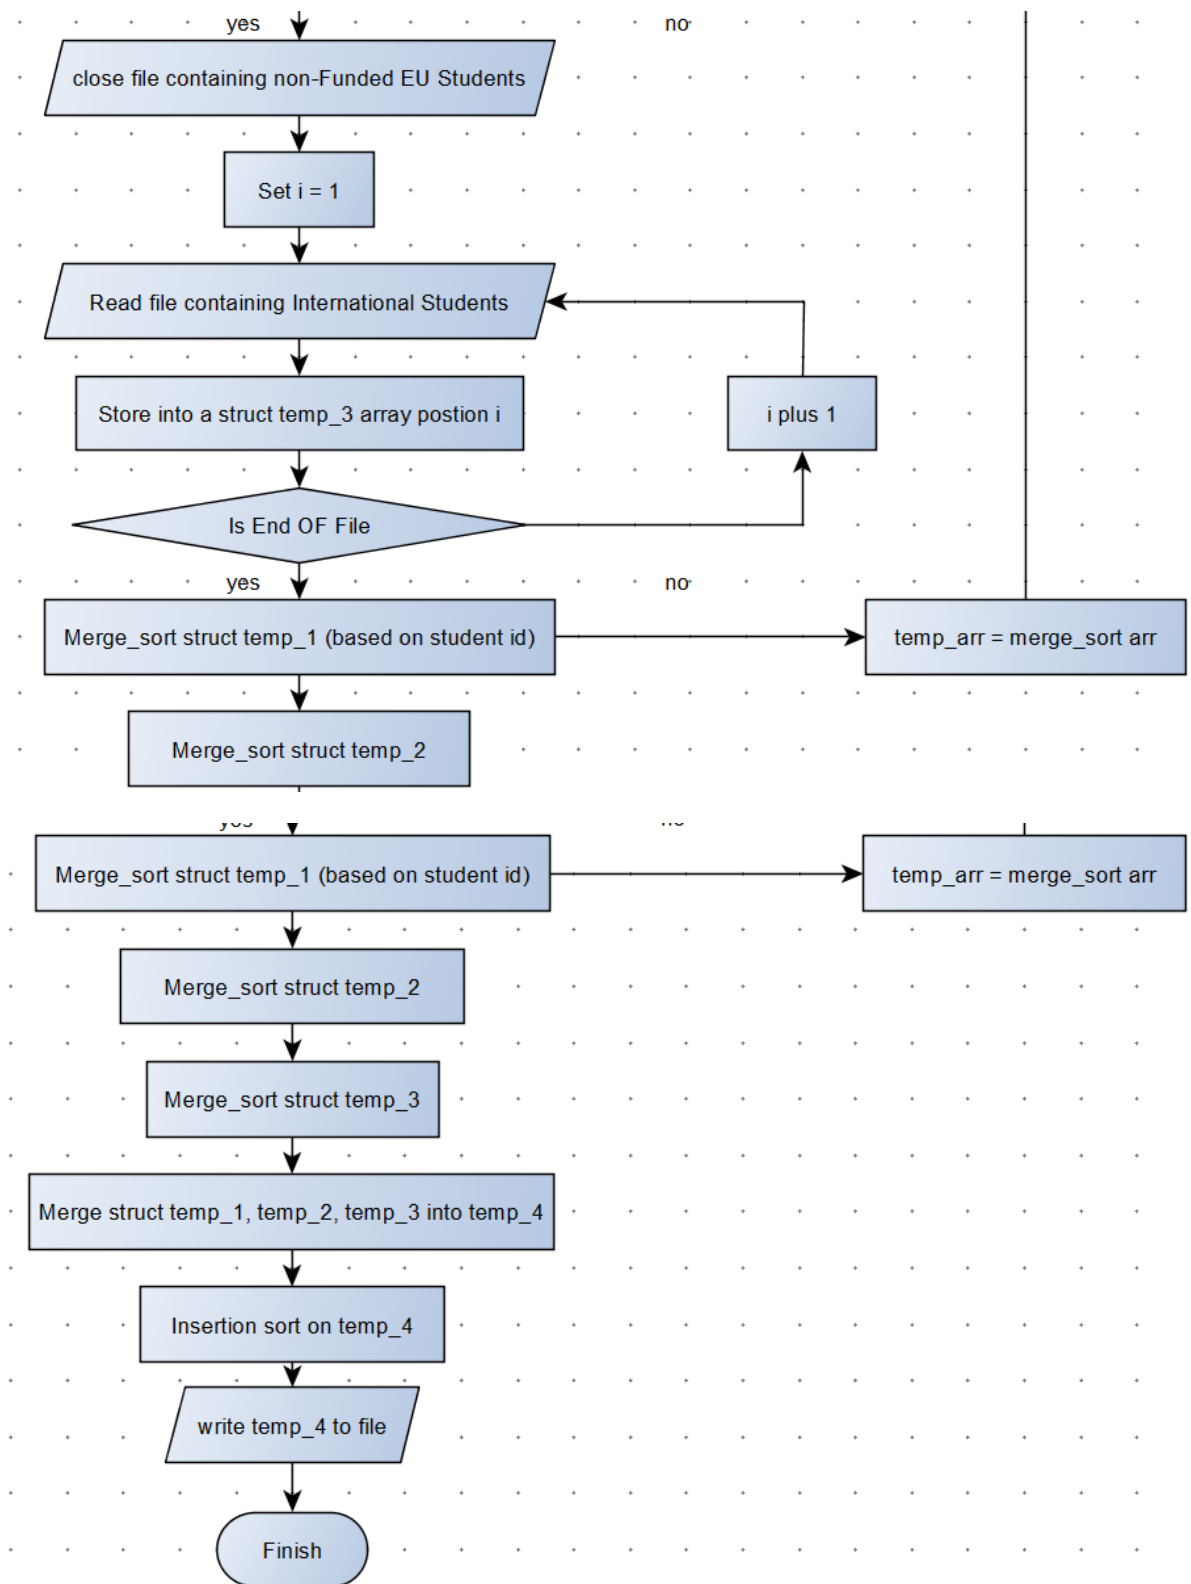 yes
no
close file containing non-Funded EU Students
Set i = 1
Read file containing International Students
Store into a struct temp_3 array postion i
i plus 1
Is End OF File
yes
no
Merge_sort struct temp_1 (based on student id)
temp_arr = merge_sort arr
Merge_sort struct temp_2
yes
no
Merge_sort struct temp_1 (based on student id)
temp_arr = merge_sort arr
Merge_sort struct temp_2
Merge_sort struct temp_3
Merge struct temp_1, temp_2, temp_3 into temp_4
Insertion sort on temp_4
write temp_4 to file
Finish